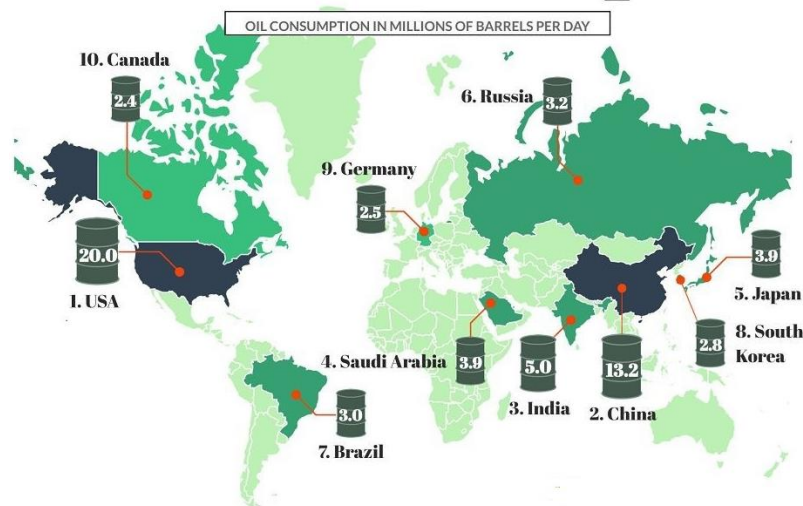 OIL CONSUMPTION IN MILLIONS OF BARRELS PER DAY
10. Canada
2.4
6. Russia
3.2
9. Germany
2.5
20.0
1. USA
3.9
5. Japan
4. Saudi Arabia
3.9
5.0
3. India
13.2
2. China
2.8
8. South
Korea
3.0
7. Brazil